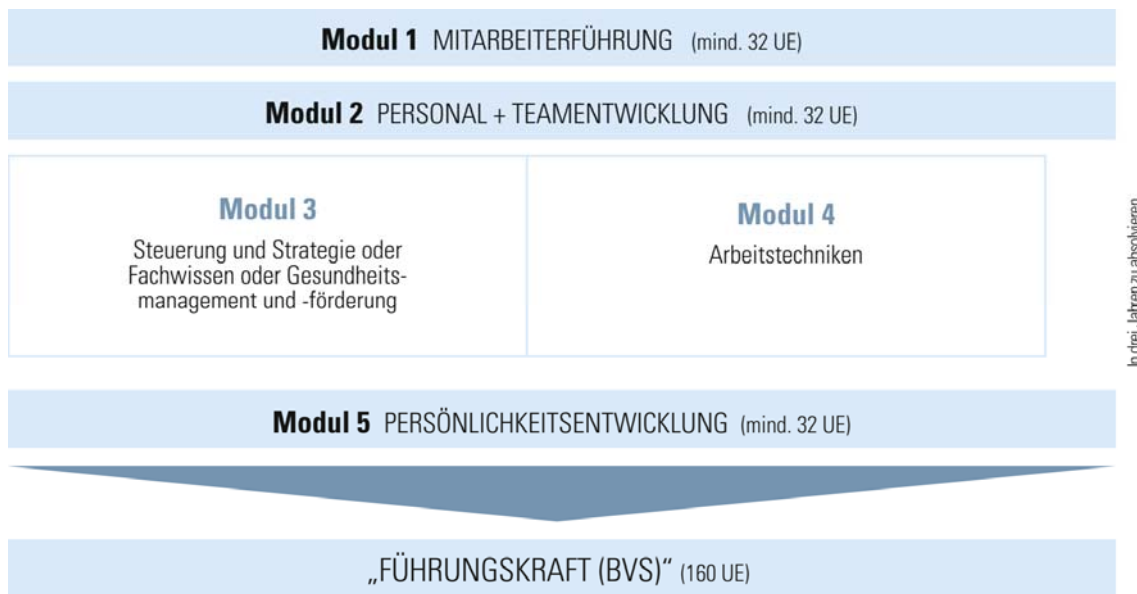 Modul 1 MITARBEITERFÜHRUNG (mind. 32 UE)
Modul 2 PERSONAL + TEAMENTWICKLUNG (mind. 32 UE)
Modul 3
Steuerung und Strategie oder
Fachwissen oder Gesundheits-
management und -förderung
Modul 4
Arbeitstechniken
In drei Jahren zu absolvieren
Modul 5 PERSÖNLICHKEITSENTWICKLUNG (mind. 32 UE)
„FÜHRUNGSKRAFT (BVS)“ (160 UE)